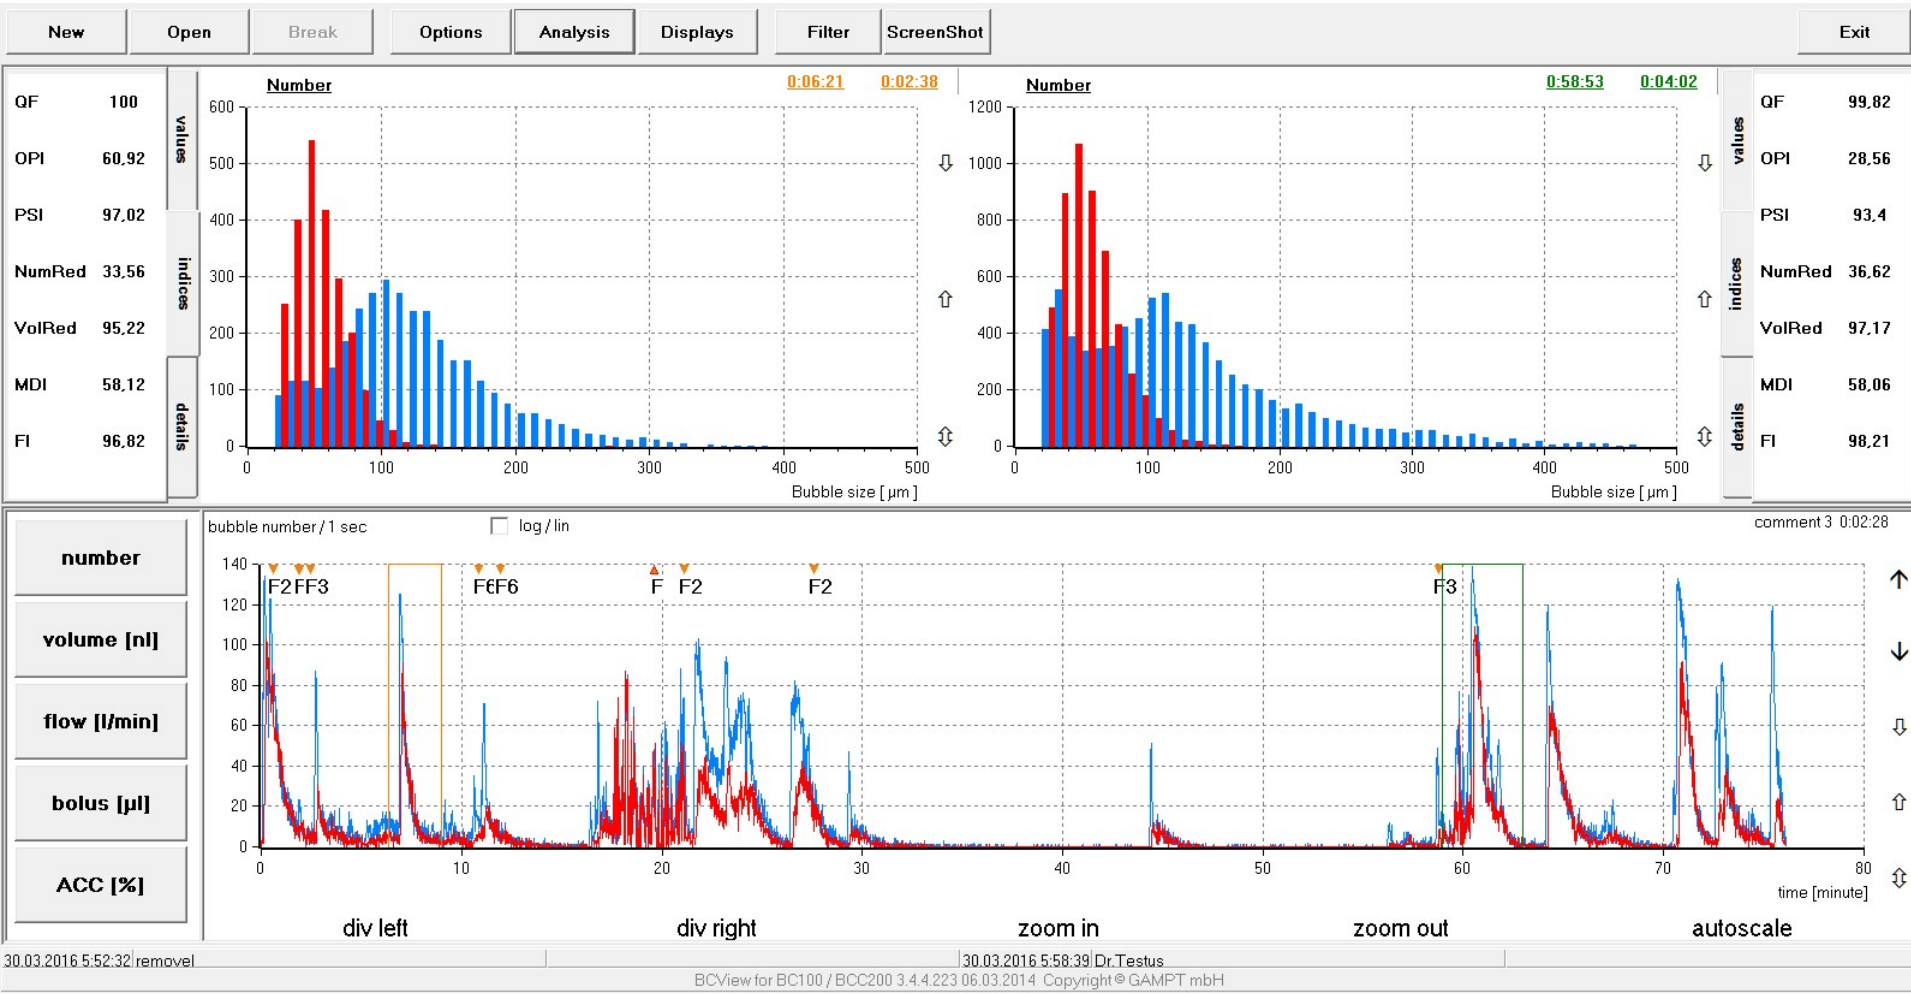 New Open Break Options Analysis Displays Filter ScreenShot Exit
QF 100
OPI 60,92
PSI 97,02
NumRed 33,56
VolRed 95,22
MDI 58,12
FI 96,82
values
indices
details
Number 0:06:21 0:02:38
600
500
400
300
200
100
0
0 100 200 300 400 500
Bubble size [ µm ]
Number 0:58:53 0:04:02
1200
1000
800
600
400
200
0
0 100 200 300 400 500
Bubble size [ µm ]
values
indices
details
QF 99,82
OPI 28,56
PSI 93,4
NumRed 36,62
VolRed 97,17
MDI 58,06
FI 98,21
number
volume [nl]
flow [l/min]
bolus [µl]
ACC [%]
bubble number / 1 sec log / lin comment 3 0:02:28
140
120
100
80
60
40
20
0
F2 F F3 F6 F6 F F2 F2 F3
0 10 20 30 40 50 60 70 80
time [minute]
div left div right zoom in zoom out autoscale
30.03.2016 5:52:32 removel 30.03.2016 5:58:39 Dr.Testus
BCView for BC100 / BCC200 3.4.4.223 06.03.2014 Copyright © GAMPT mbH